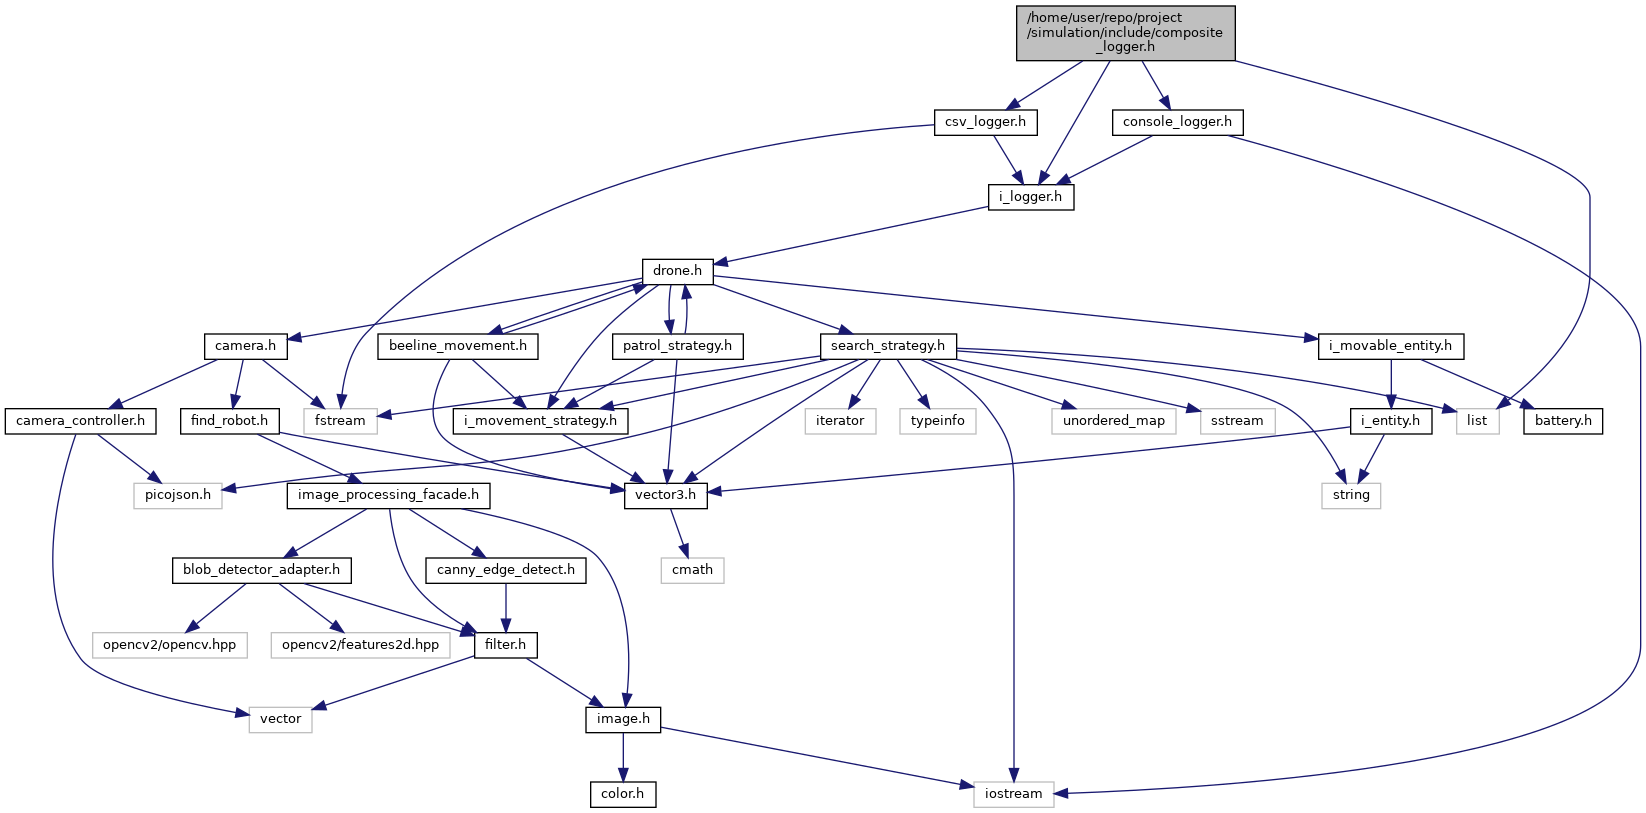 /home/user/repo/project
/simulation/include/composite
_logger.h
csv_logger.h
console_logger.h
i_logger.h
drone.h
camera.h
beeline_movement.h
patrol_strategy.h
search_strategy.h
i_movable_entity.h
camera_controller.h
find_robot.h
fstream
i_movement_strategy.h
iterator
typeinfo
unordered_map
sstream
i_entity.h
list
battery.h
picojson.h
image_processing_facade.h
vector3.h
string
blob_detector_adapter.h
canny_edge_detect.h
cmath
opencv2/opencv.hpp
opencv2/features2d.hpp
filter.h
vector
image.h
color.h
iostream